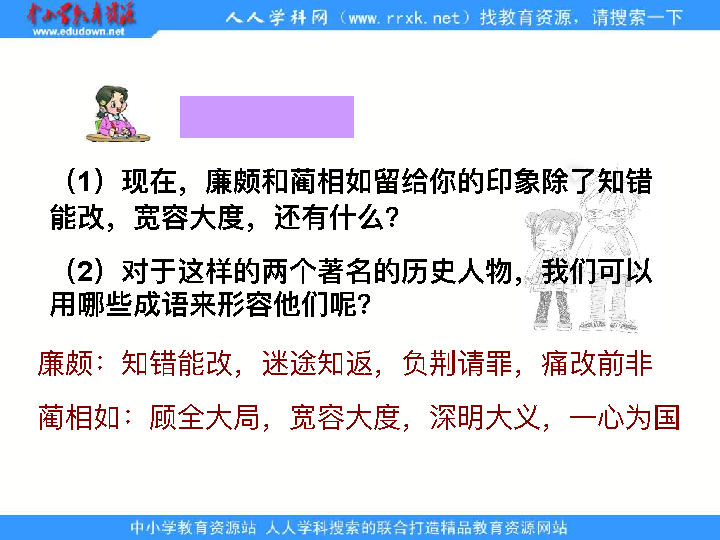 中小学教育资源
www.edudown.net
人人学科网（www.rrxk.net）找教育资源，请搜索一下
（1）现在，廉颇和蔺相如留给你的印象除了知错
能改，宽容大度，还有什么？
（2）对于这样的两个著名的历史人物，我们可以
用哪些成语来形容他们呢？
廉颇：知错能改，迷途知返，负荆请罪，痛改前非
蔺相如：顾全大局，宽容大度，深明大义，一心为国
中小学教育资源站 人人学科搜索的联合打造精品教育资源网站